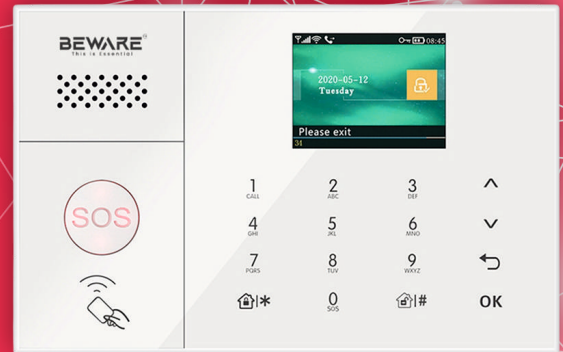 BEWARE®
This is Essential
08:45
2020-05-12
Tuesday
Please exit
34
SOS
1
CALL
2
ABC
3
DEF
4
GHI
5
JKL
6
MNO
7
PQRS
8
TUV
9
WXYZ
|*
0
SOS
|#
OK